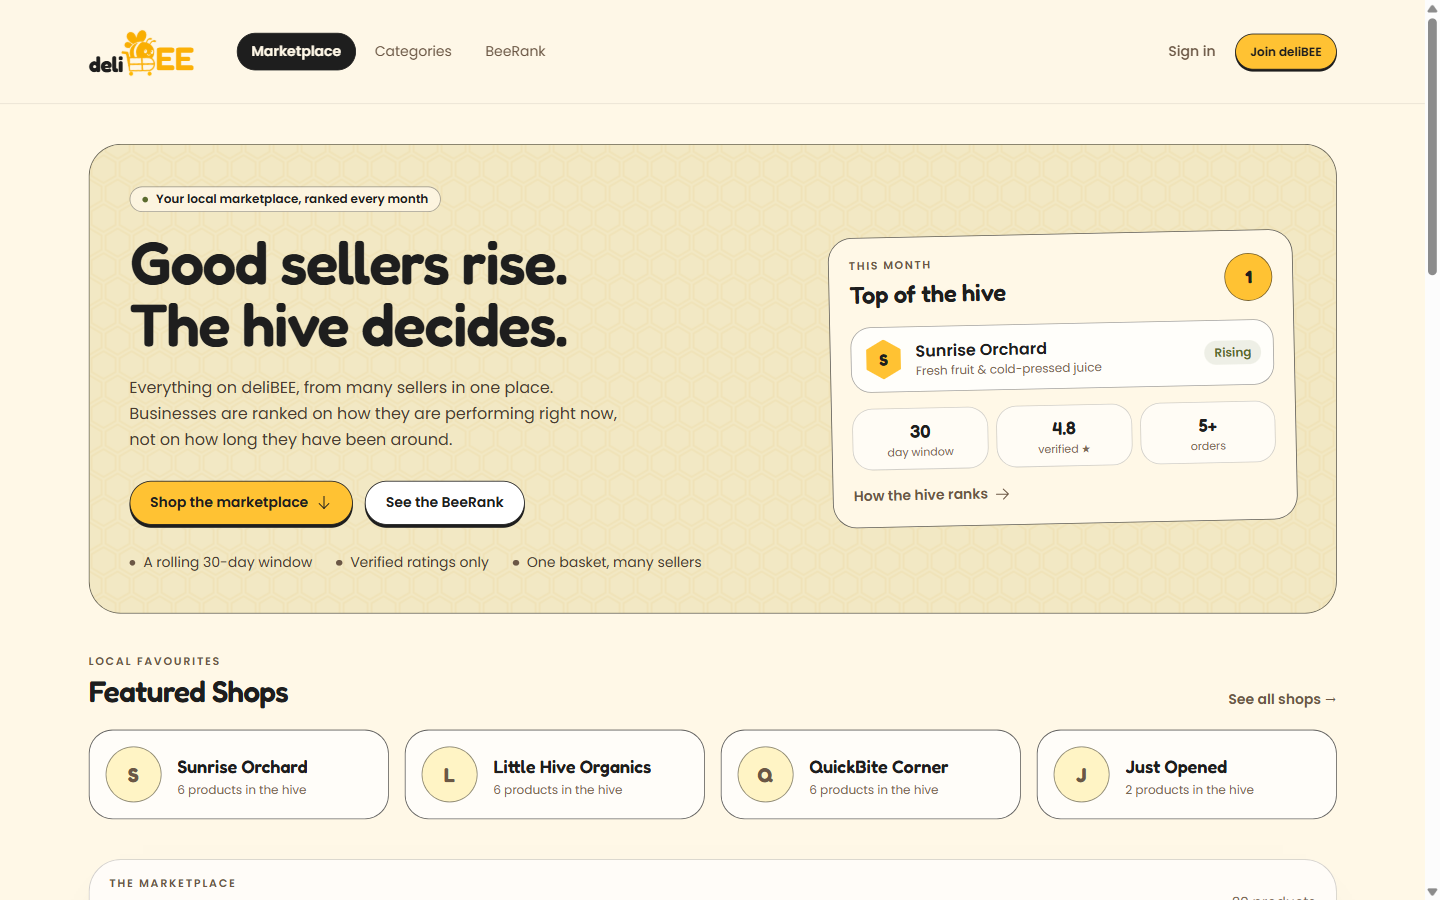 deliBEE
Marketplace
Categories
BeeRank
Sign in
Join deliBEE
Your local marketplace, ranked every month
Good sellers rise.
The hive decides.
Everything on deliBEE, from many sellers in one place.
Businesses are ranked on how they are performing right now,
not on how long they have been around.
Shop the marketplace ↓
See the BeeRank
A rolling 30-day window
Verified ratings only
One basket, many sellers
THIS MONTH
Top of the hive
1
S
Sunrise Orchard
Fresh fruit & cold-pressed juice
Rising
30
day window
4.8
verified ★
5+
orders
How the hive ranks →
LOCAL FAVOURITES
Featured Shops
See all shops →
S
Sunrise Orchard
6 products in the hive
L
Little Hive Organics
6 products in the hive
Q
QuickBite Corner
6 products in the hive
J
Just Opened
2 products in the hive
THE MARKETPLACE
products